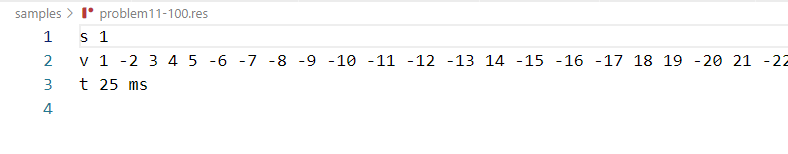 samples > problem11-100.res
1 s 1
2 v 1 -2 3 4 5 -6 -7 -8 -9 -10 -11 -12 -13 14 -15 -16 -17 18 19 -20 21 -22
3 t 25 ms
4